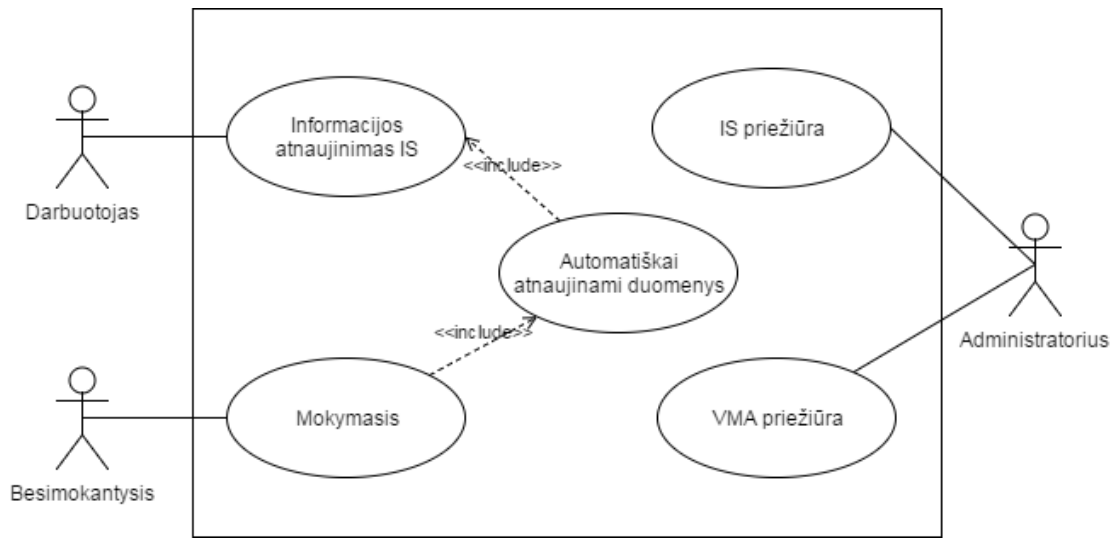 Informacijos
atnaujinimas IS
IS priežiūra
<<include>>
Darbuotojas
Automatiškai
atnaujinami duomenys
<<include>>
Administratorius
Mokymasis
VMA priežiūra
Besimokantysis